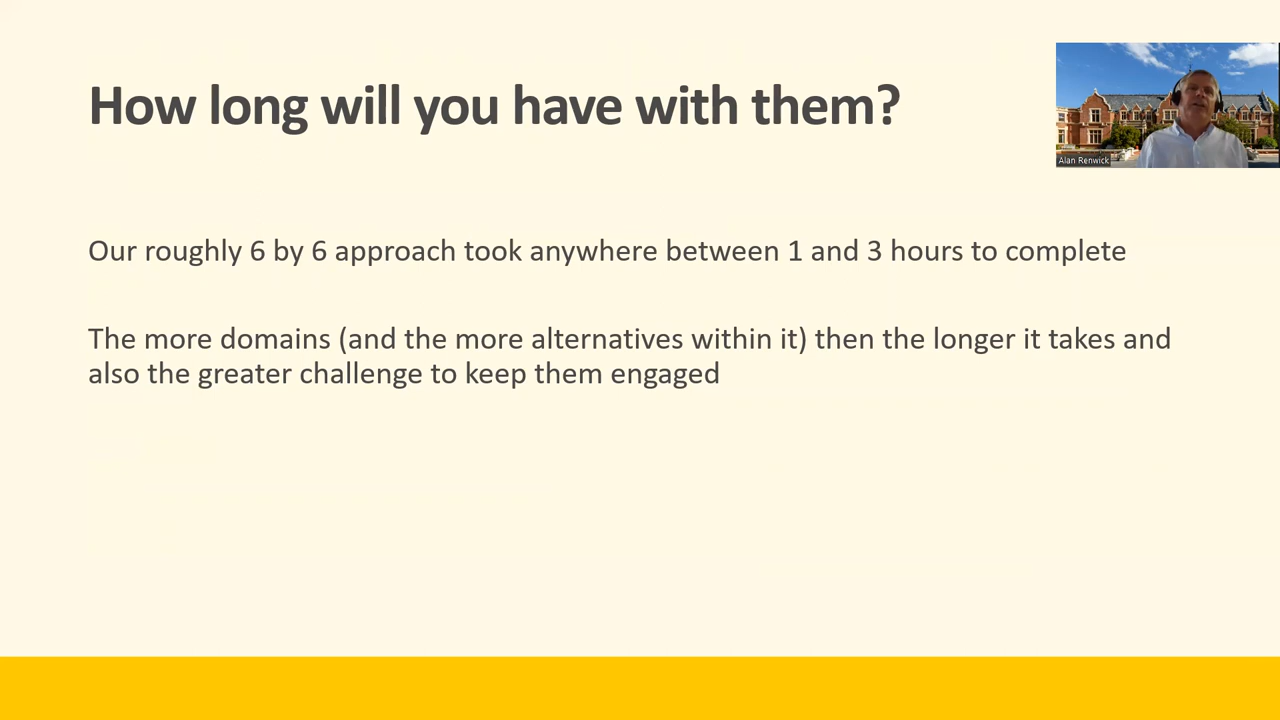 How long will you have with them?
Alan Renwick
Our roughly 6 by 6 approach took anywhere between 1 and 3 hours to complete
The more domains (and the more alternatives within it) then the longer it takes and
also the greater challenge to keep them engaged